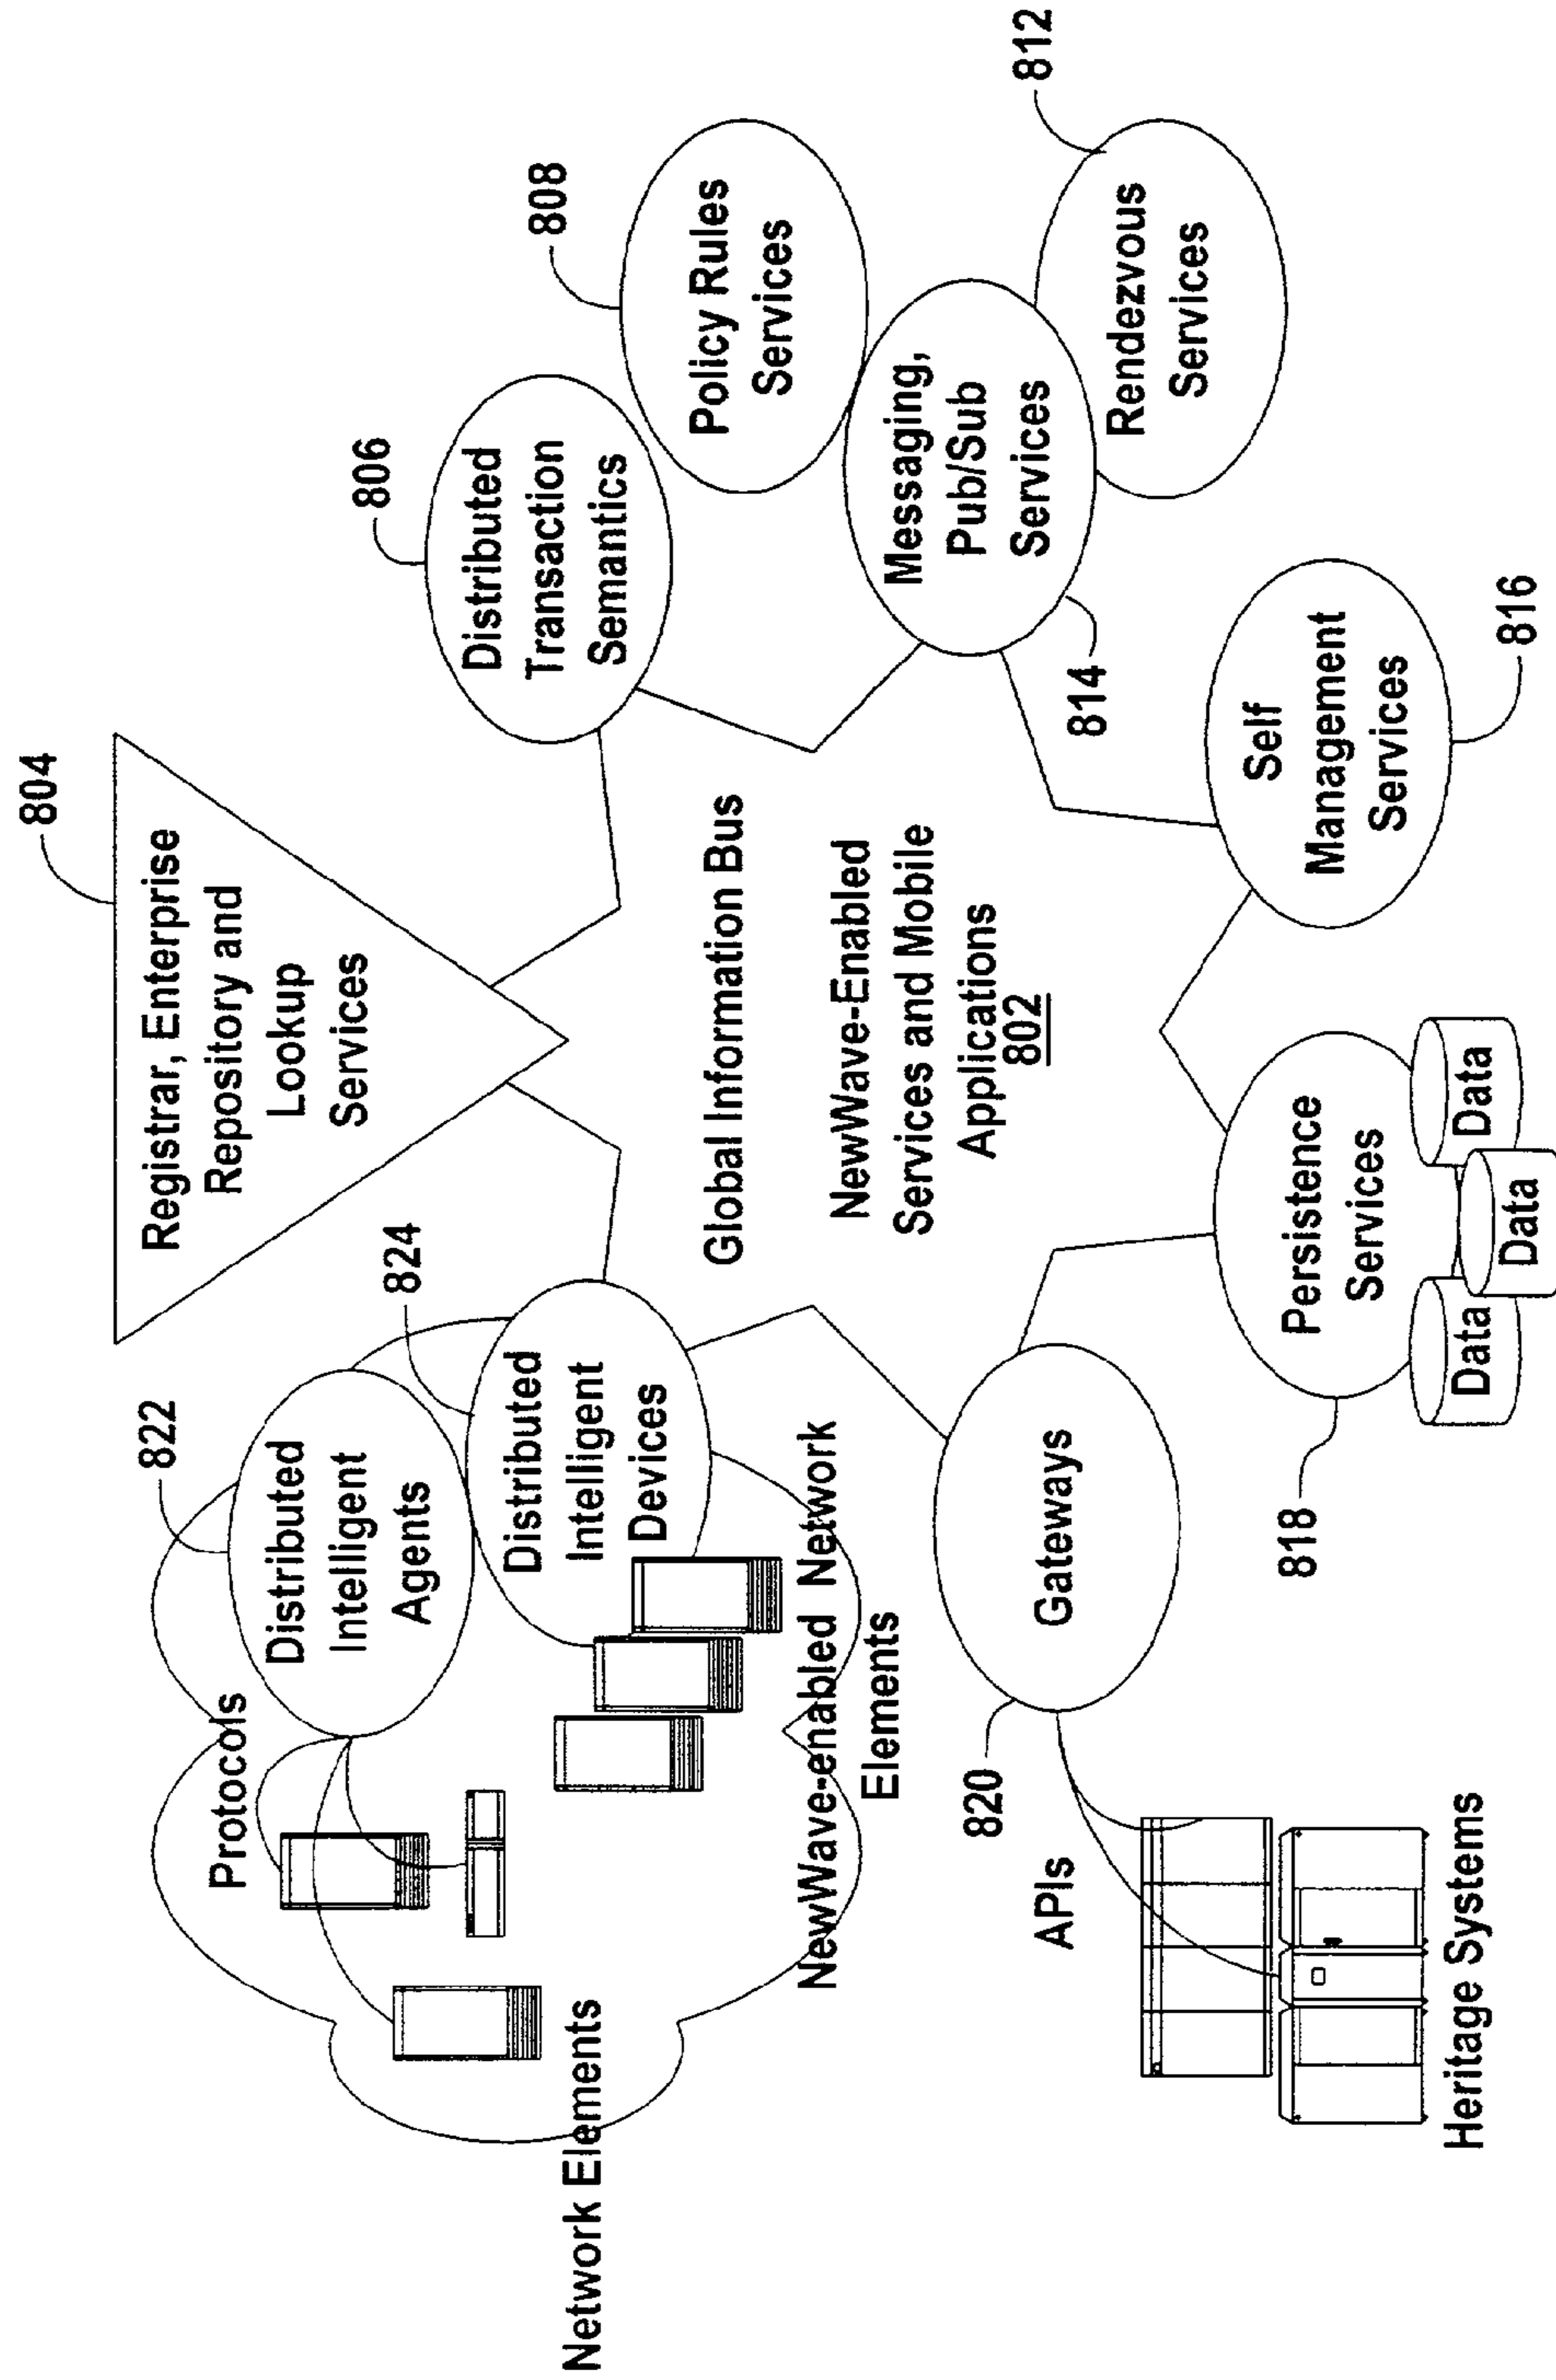 804
Registrar, Enterprise
Repository and
Lookup
Services
806
Distributed
Transaction
Semantics
808
Policy Rules
Services
Messaging,
Pub/Sub
Services
814
812
Rendezvous
Services
Self
Management
Services
816
Global Information Bus
NewWave-Enabled
Services and Mobile
Applications
802
Persistence
Services
818
Data
Data
Data
Gateways
820
APIs
Heritage Systems
822
Distributed
Intelligent
Agents
824
Distributed
Intelligent
Devices
Protocols
NewWave-enabled Network
Elements
Network Elements